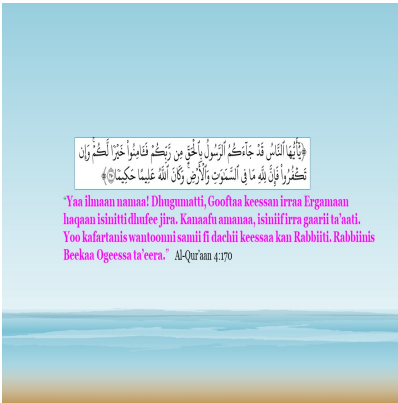 ﴿يَٰٓأَيُّهَا ٱلنَّاسُ قَدْ جَآءَكُمُ ٱلرَّسُولُ بِٱلْحَقِّ مِن رَّبِّكُمْ فَـَٔامِنُوا۟ خَيْرًا لَّكُمْ ۚ وَإِن
تَكْفُرُوا۟ فَإِنَّ لِلَّهِ مَا فِى ٱلسَّمَٰوَٰتِ وَٱلْأَرْضِ ۚ وَكَانَ ٱللَّهُ عَلِيمًا حَكِيمًا ١٧٠﴾
"Yaa ilmaan namaa! Dhugumatti, Gooftaa keessan irraa Ergamaan
haqaan isinitti dhufee jira. Kanaafu amanaa, isiniif irra gaarii ta'aati.
Yoo kafartanis wantoonni samii fi dachii keessaa kan Rabbiiti. Rabbiinis
Beekaa Ogeessa ta'eera." Al-Qur'aan 4:170